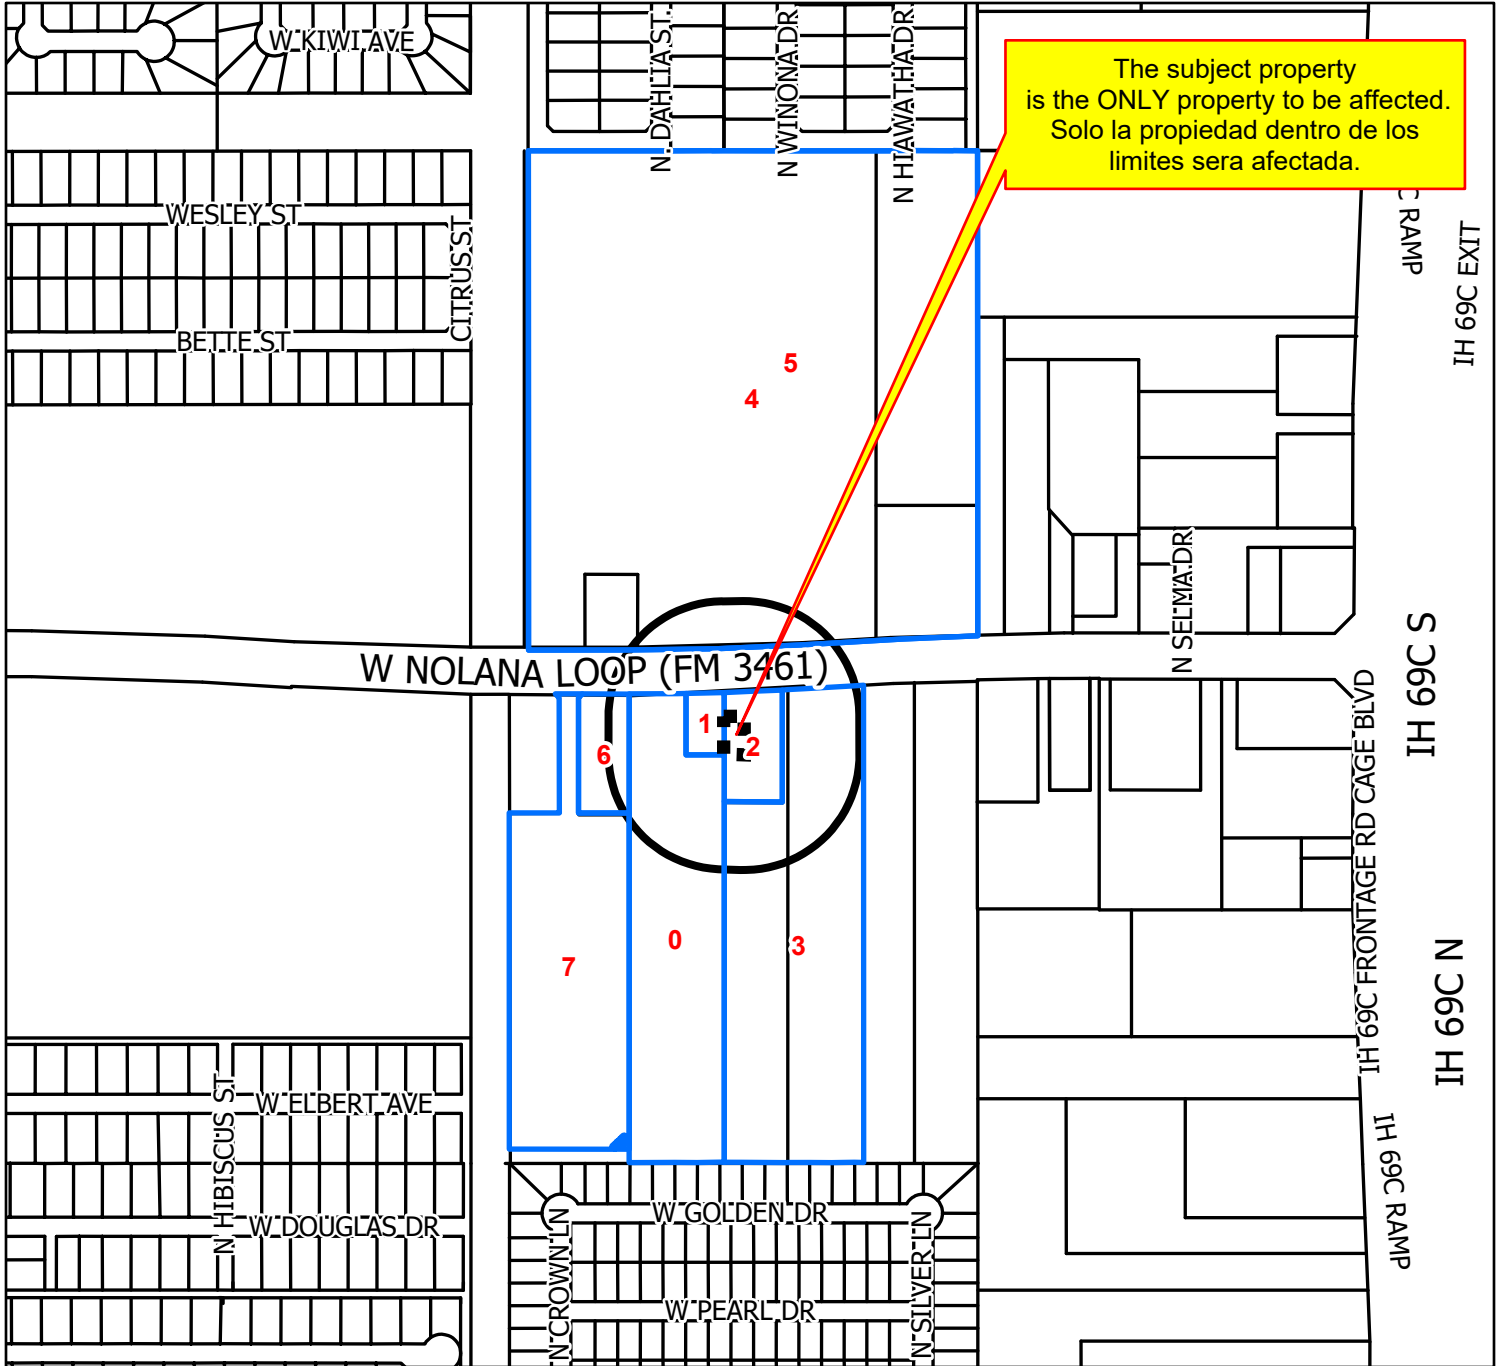 W KIWI AVE
N. DAHLIA ST.
N WINONA DR
N HIAWATHA DR
The subject property
is the ONLY property to be affected.
Solo la propiedad dentro de los
limites sera afectada.
WESLEY ST
CITRUS ST
BETTE ST
C RAMP
IH 69C EXIT
5
4
N SELMA DR
W NOLANA LOOP (FM 3461)
IH 69C S
1
2
6
IH 69C FRONTAGE RD CAGE BLVD
0
3
7
IH 69C N
N HIBISCUS ST
W ELBERT AVE
W DOUGLAS DR
W GOLDEN DR
N CROWN LN
N SILVER LN
W PEARL DR
IH 69C RAMP